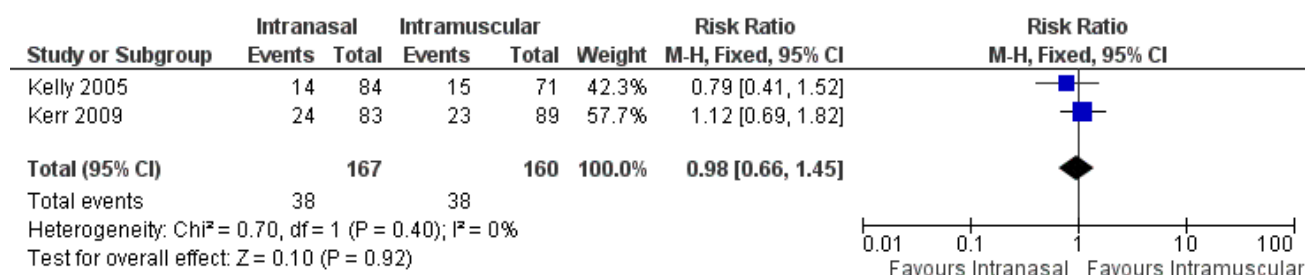 Intranasal Intramuscular Risk Ratio Risk Ratio
Study or Subgroup Events Total Events Total Weight M-H, Fixed, 95% CI M-H, Fixed, 95% CI
Kelly 2005 14 84 15 71 42.3% 0.79 [0.41, 1.52]
Kerr 2009 24 83 23 89 57.7% 1.12 [0.69, 1.82]
Total (95% CI) 167 160 100.0% 0.98 [0.66, 1.45]
Total events 38 38
Heterogeneity: Chi² = 0.70, df = 1 (P = 0.40); I² = 0%
Test for overall effect: Z = 0.10 (P = 0.92)
0.01 0.1 1 10 100
Favours Intranasal Favours Intramuscular